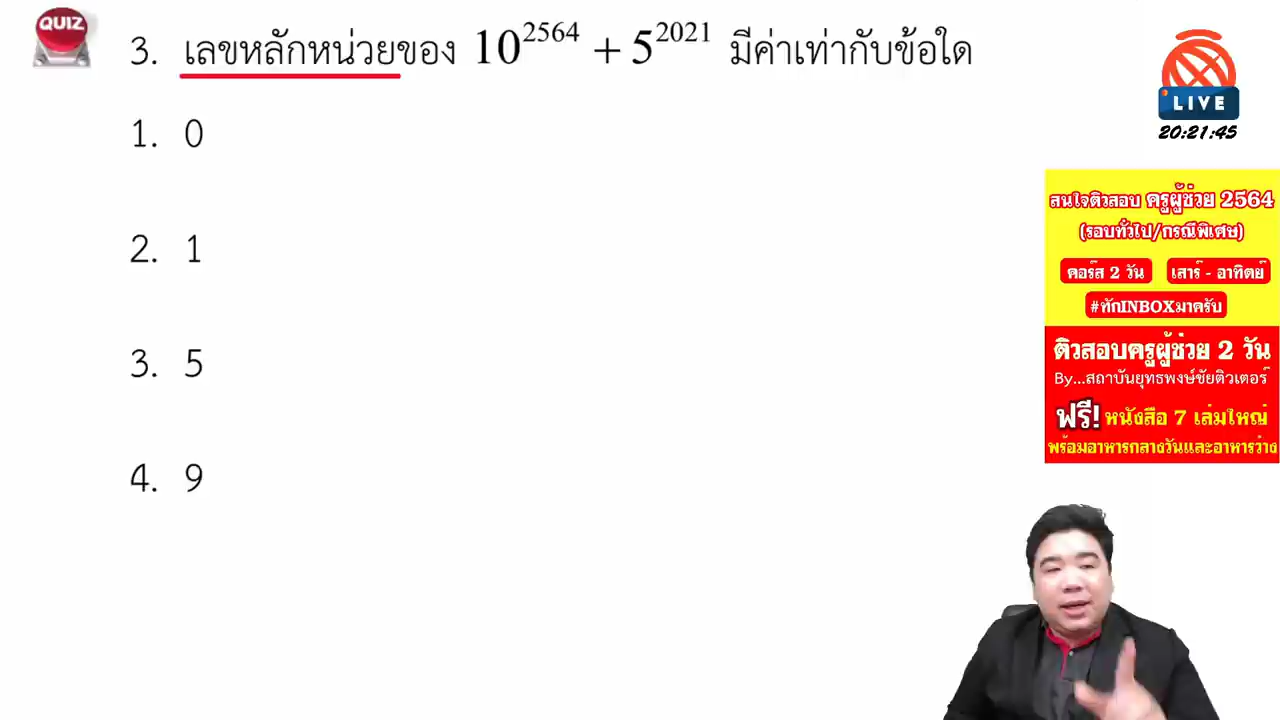 QUIZ
3. เลขหลักหน่วยของ 10^2564 + 5^2021 มีค่าเท่ากับข้อใด
1. 0
2. 1
3. 5
4. 9
LIVE
20:21:45
สนใจติวสอบ ครูผู้ช่วย 2564
(รอบทั่วไป/กรณีพิเศษ)
คอร์ส 2 วัน เสาร์ - อาทิตย์
#ทักINBOXมาครับ
ติวสอบครูผู้ช่วย 2 วัน
By...สถาบันยุทธพงษ์ชัยติวเตอร์
ฟรี! หนังสือ 7 เล่มใหญ่
พร้อมอาหารกลางวันและอาหารว่าง